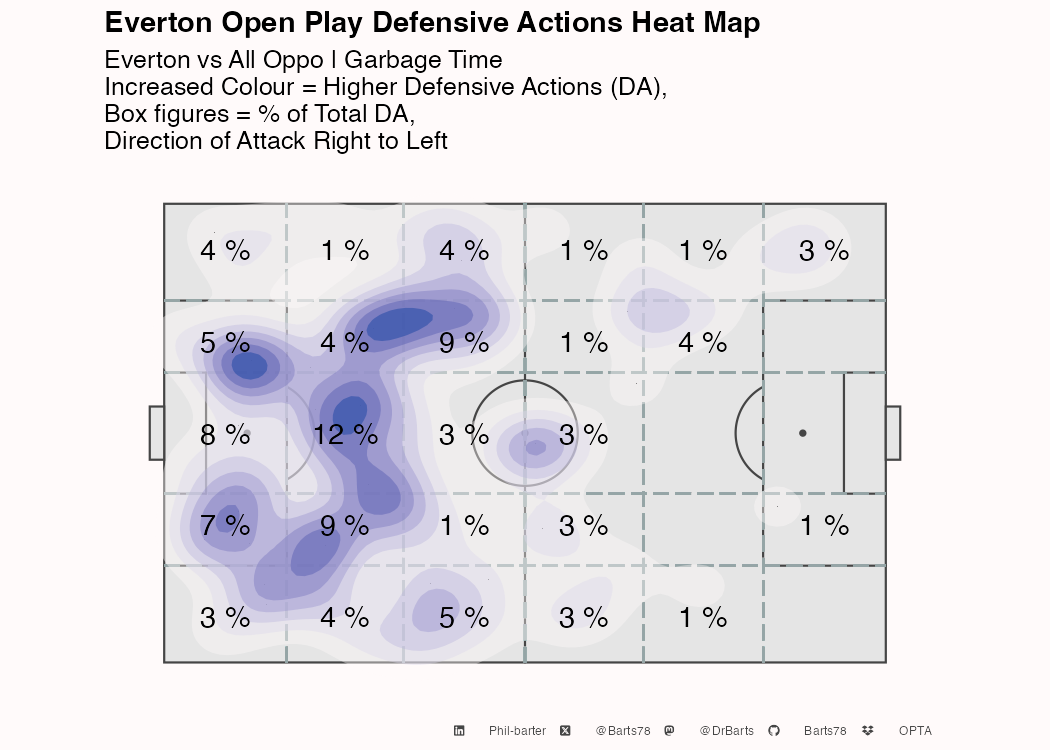 Everton Open Play Defensive Actions Heat Map
Everton vs All Oppo | Garbage Time
Increased Colour = Higher Defensive Actions (DA),
Box figures = % of Total DA,
Direction of Attack Right to Left
4 % 1 % 4 % 1 % 1 % 3 %
5 % 4 % 9 % 1 % 4 %
8 % 12 % 3 % 3 %
7 % 9 % 1 % 3 % 1 %
3 % 4 % 5 % 3 % 1 %
Phil-barter @Barts78 @DrBarts Barts78 OPTA